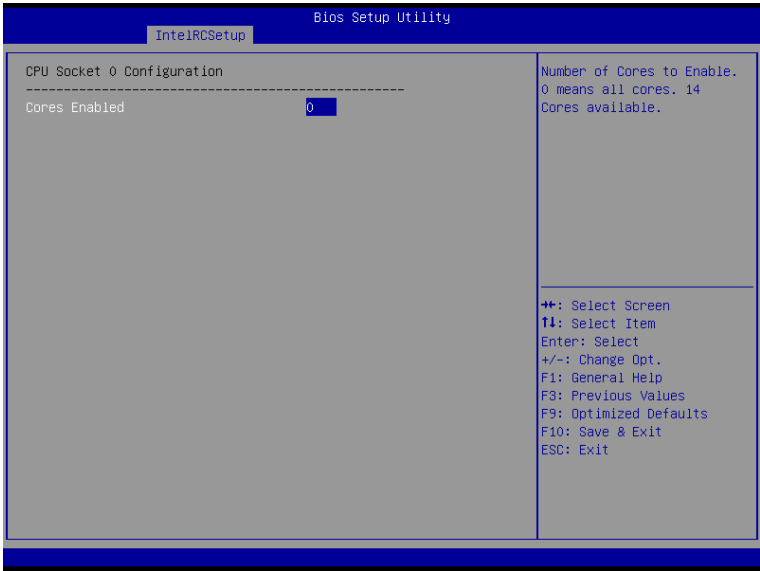 Bios Setup Utility
IntelRCSetup
CPU Socket 0 Configuration
--------------------------------------------------
Cores Enabled 0
Number of Cores to Enable.
0 means all cores. 14
Cores available.
→←: Select Screen
↑↓: Select Item
Enter: Select
+/-: Change Opt.
F1: General Help
F3: Previous Values
F9: Optimized Defaults
F10: Save & Exit
ESC: Exit